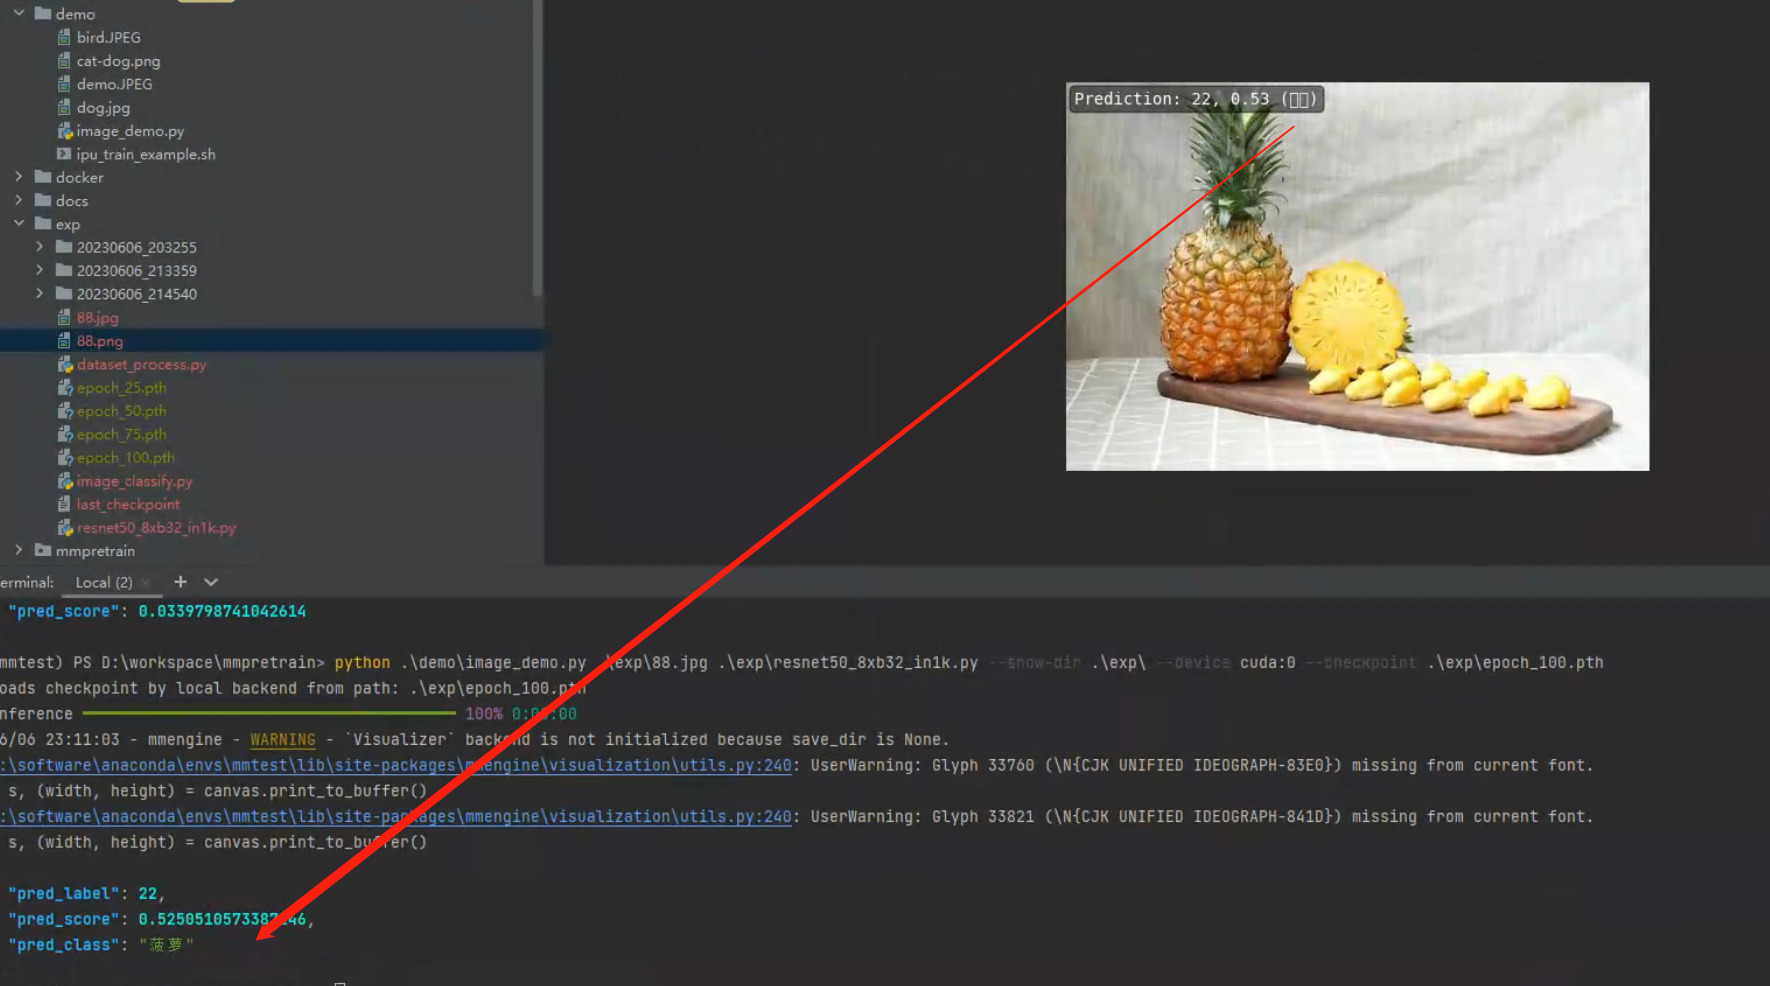 demo
bird.JPEG
cat-dog.png
demo.JPEG
dog.jpg
image_demo.py
ipu_train_example.sh
docker
docs
exp
20230606_203255
20230606_213359
20230606_214540
88.jpg
88.png
dataset_process.py
epoch_25.pth
epoch_50.pth
epoch_75.pth
epoch_100.pth
image_classify.py
last_checkpoint
resnet50_8xb32_in1k.py
mmpretrain
Prediction: 22, 0.53 (□□)
erminal: Local (2) × +
"pred_score": 0.0339798741042614
mmtest) PS D:\workspace\mmpretrain> python .\demo\image_demo.py .\exp\88.jpg .\exp\resnet50_8xb32_in1k.py --show-dir .\exp\ --device cuda:0 --checkpoint .\exp\epoch_100.pth
oads checkpoint by local backend from path: .\exp\epoch_100.pth
nference 100% 0:00:00
6/06 23:11:03 - mmengine - WARNING - `Visualizer` backend is not initialized because save_dir is None.
:\software\anaconda\envs\mmtest\lib\site-packages\mmengine\visualization\utils.py:240: UserWarning: Glyph 33760 (\N{CJK UNIFIED IDEOGRAPH-83E0}) missing from current font.
s, (width, height) = canvas.print_to_buffer()
:\software\anaconda\envs\mmtest\lib\site-packages\mmengine\visualization\utils.py:240: UserWarning: Glyph 33821 (\N{CJK UNIFIED IDEOGRAPH-841D}) missing from current font.
s, (width, height) = canvas.print_to_buffer()
"pred_label": 22,
"pred_score":
"pred_class": "菠萝"